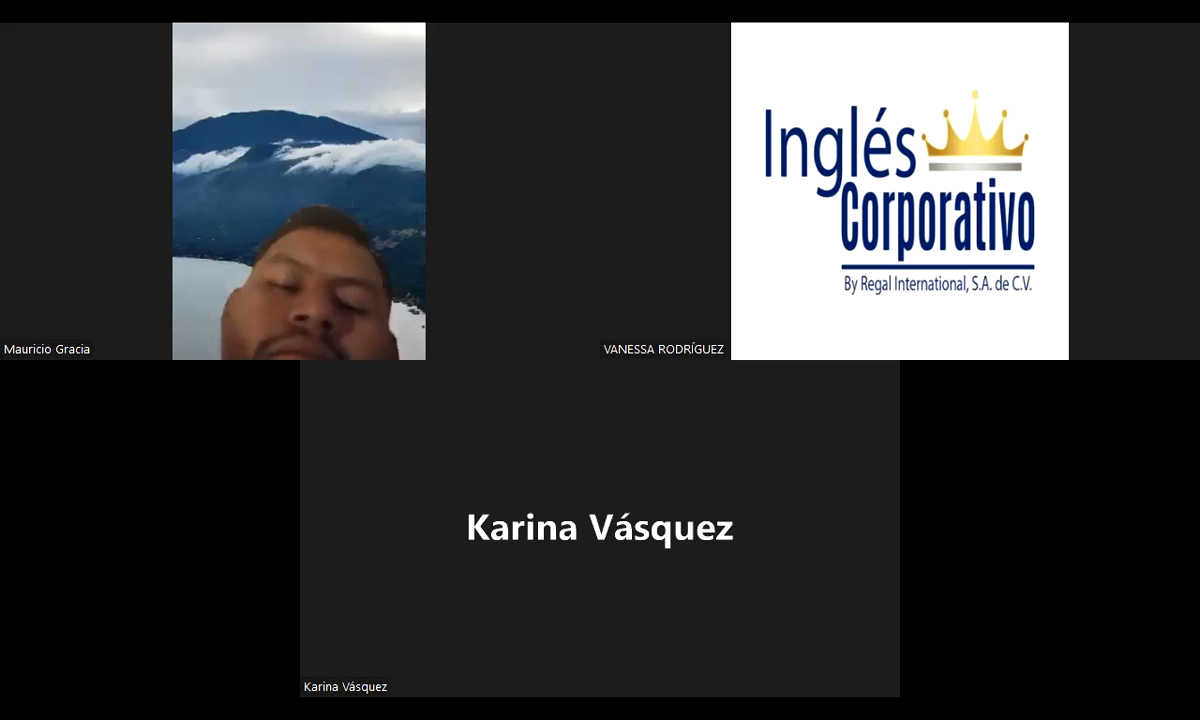 Inglés
Corporativo
By Regal International, S.A. de C.V.
Mauricio Gracia
VANESSA RODRÍGUEZ
Karina Vásquez
Karina Vásquez